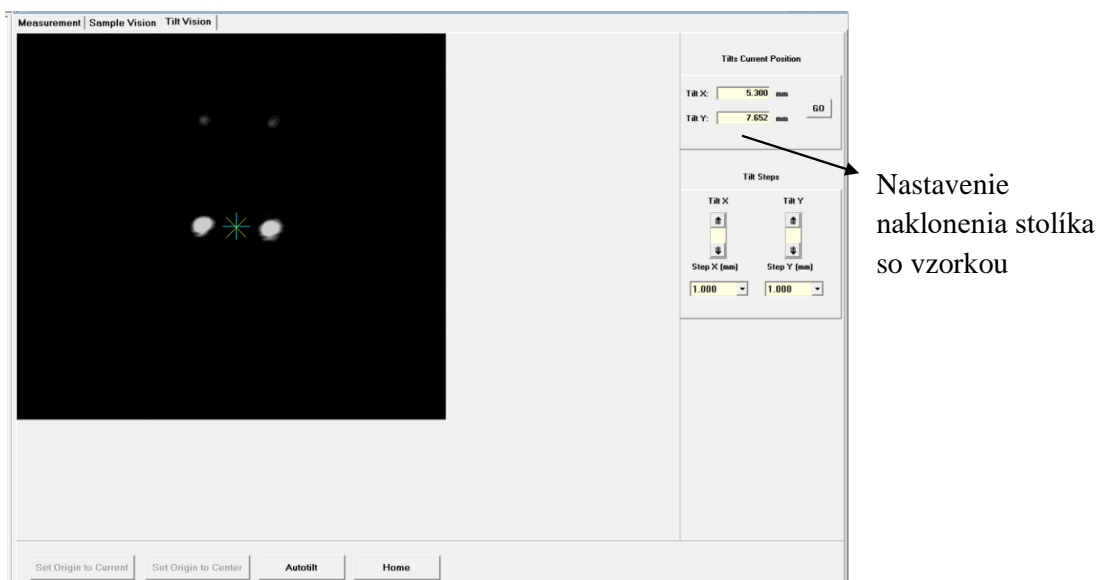 Measurement Sample Vision Tilt Vision
Tilts Current Position
Tilt X: 5.300 mm
GO
Tilt Y: 7.652 mm
Tilt Steps
Tilt X Tilt Y
Step X (mm) Step Y (mm)
1.000 1.000
Nastavenie
naklonenia stolíka
so vzorkou
Set Origin to Current Set Origin to Center Autotilt Home